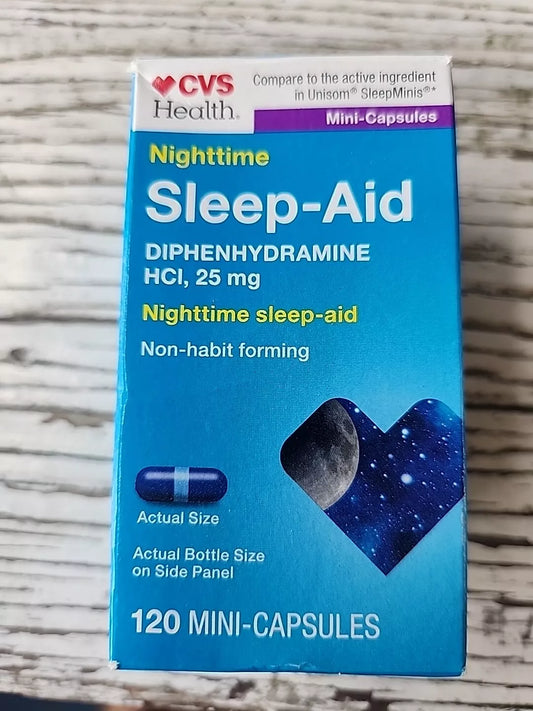 CVS
Health.
Compare to the active ingredient
in Unisom® SleepMinis®*
Mini-Capsules
Nighttime
Sleep-Aid
DIPHENHYDRAMINE
HCl, 25 mg
Nighttime sleep-aid
Non-habit forming
Actual Size
Actual Bottle Size
on Side Panel
120 MINI-CAPSULES